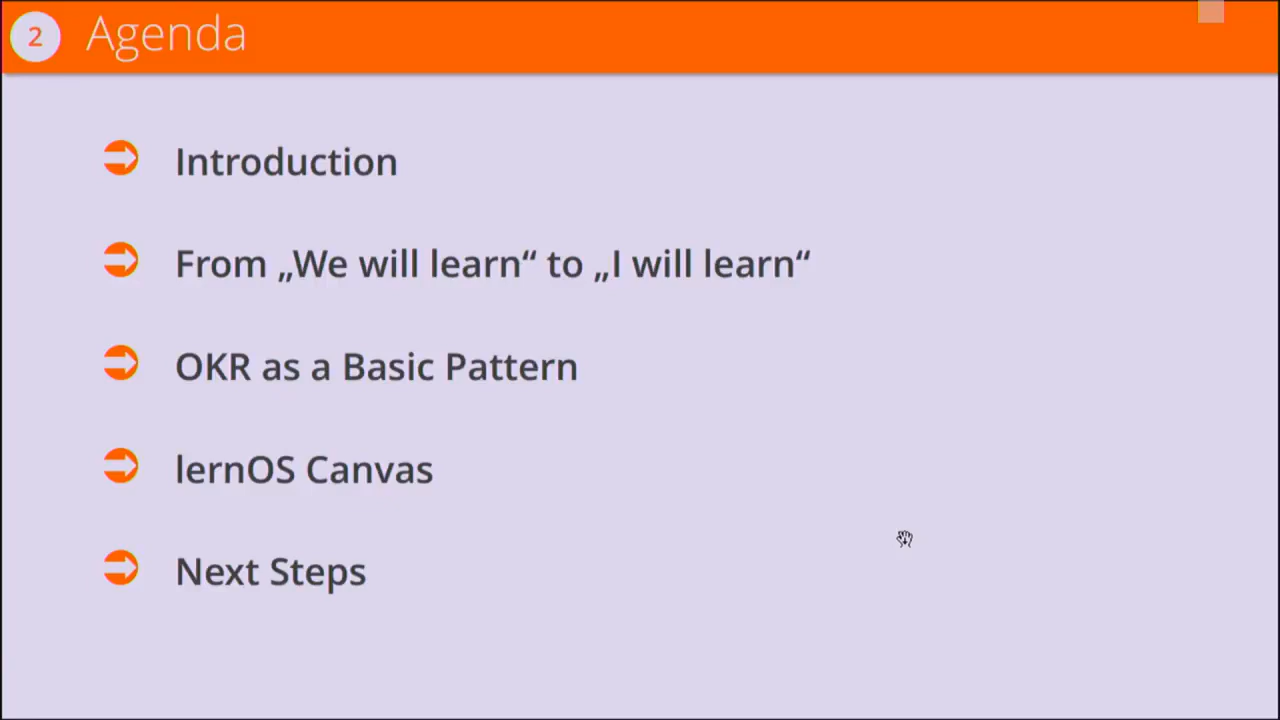 2 Agenda
Introduction
From „We will learn“ to „I will learn“
OKR as a Basic Pattern
lernOS Canvas
Next Steps